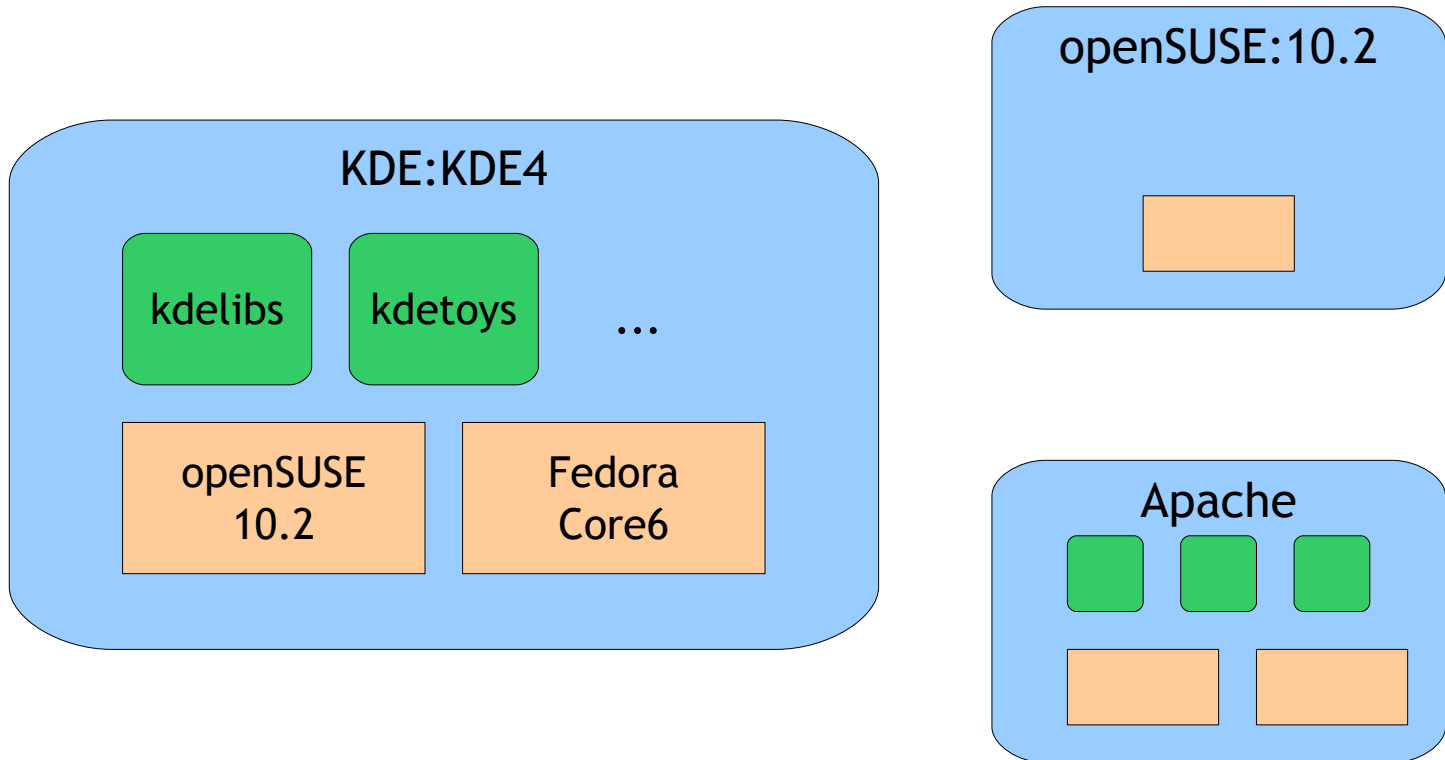 openSUSE:10.2
KDE:KDE4
kdelibs
kdetoys
...
openSUSE
10.2
Fedora
Core6
Apache